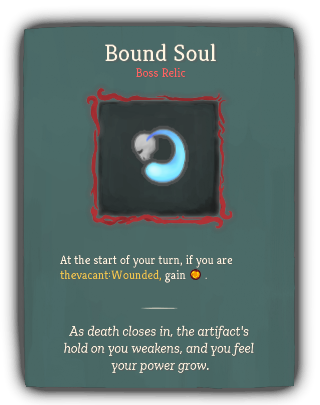 Bound Soul
Boss Relic
At the start of your turn, if you are
thevacant:Wounded, gain .
As death closes in, the artifact's
hold on you weakens, and you feel
your power grow.